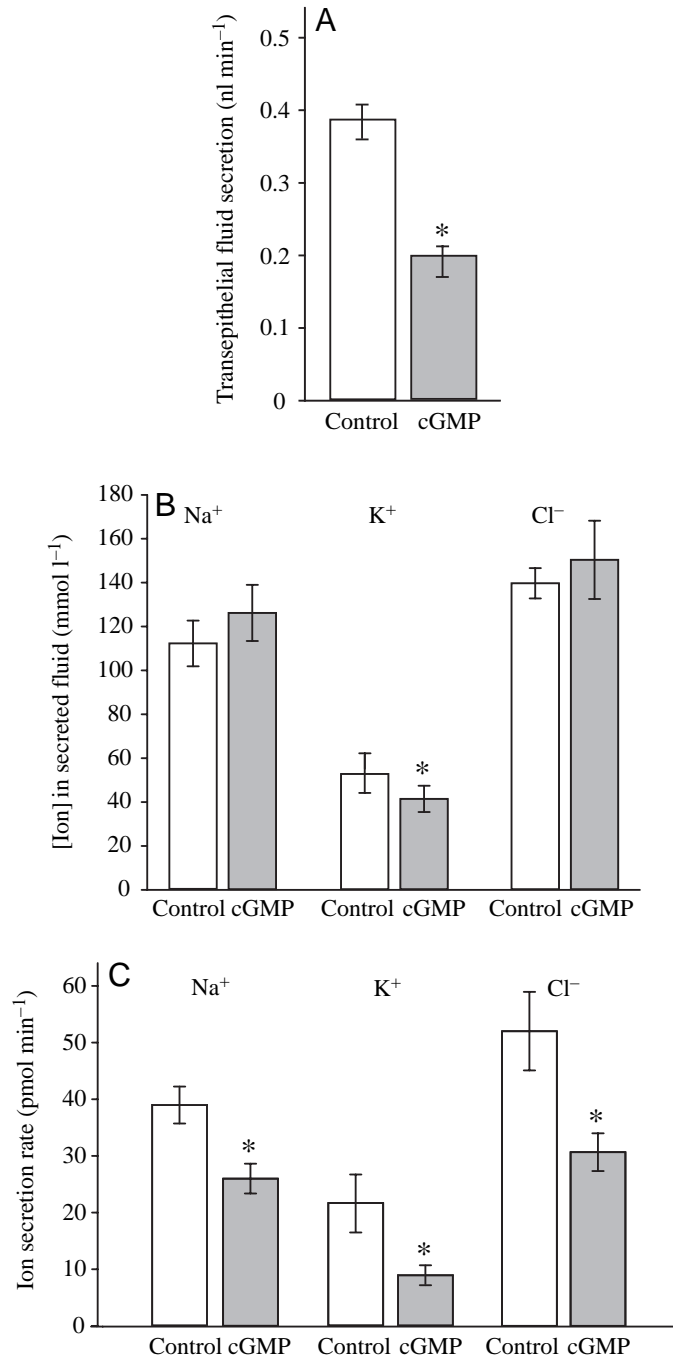 A
Transepithelial fluid secretion (nl min⁻¹)
0.5
0.4
0.3
0.2
0.1
0
*
Control cGMP
B
[Ion] in secreted fluid (mmol l⁻¹)
180
160
140
120
100
80
60
40
20
0
Na⁺ K⁺ Cl⁻
*
Control cGMP Control cGMP Control cGMP
C
Ion secretion rate (pmol min⁻¹)
60
50
40
30
20
10
0
Na⁺ K⁺ Cl⁻
* * *
Control cGMP Control cGMP Control cGMP